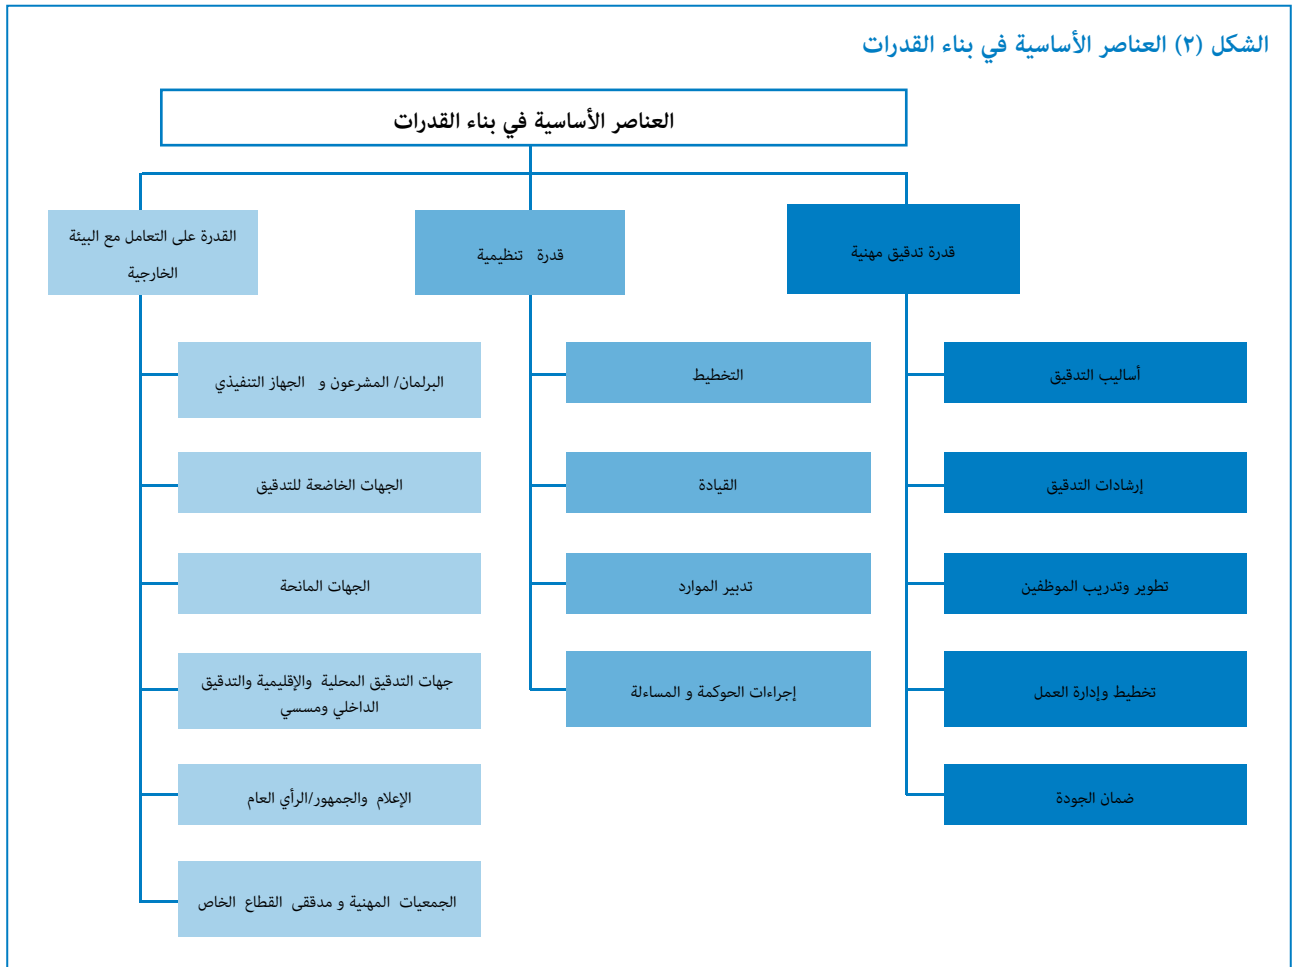 الشكل (٢) العناصر الأساسية في بناء القدرات
العناصر الأساسية في بناء القدرات
قدرة تدقيق مهنية
أساليب التدقيق
إرشادات التدقيق
تطوير وتدريب الموظفين
تخطيط وإدارة العمل
ضمان الجودة
قدرة تنظيمية
التخطيط
القيادة
تدبير الموارد
إجراءات الحوكمة و المساءلة
القدرة على التعامل مع البيئة
الخارجية
البرلمان/ المشرعون و الجهاز التنفيذي
الجهات الخاضعة للتدقيق
الجهات المانحة
جهات التدقيق المحلية والإقليمية والتدقيق
الداخلي ومسسي
الإعلام والجمهور/الرأي العام
الجمعيات المهنية و مدققى القطاع الخاص